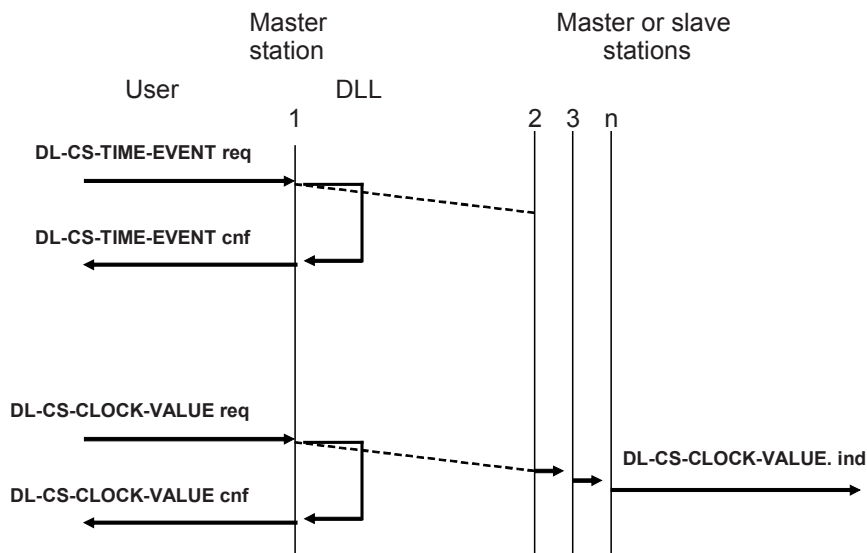 Master
station
Master or slave
stations
User
DLL
1
2
3
n
DL-CS-TIME-EVENT req
DL-CS-TIME-EVENT cnf
DL-CS-CLOCK-VALUE req
DL-CS-CLOCK-VALUE. ind
DL-CS-CLOCK-VALUE cnf